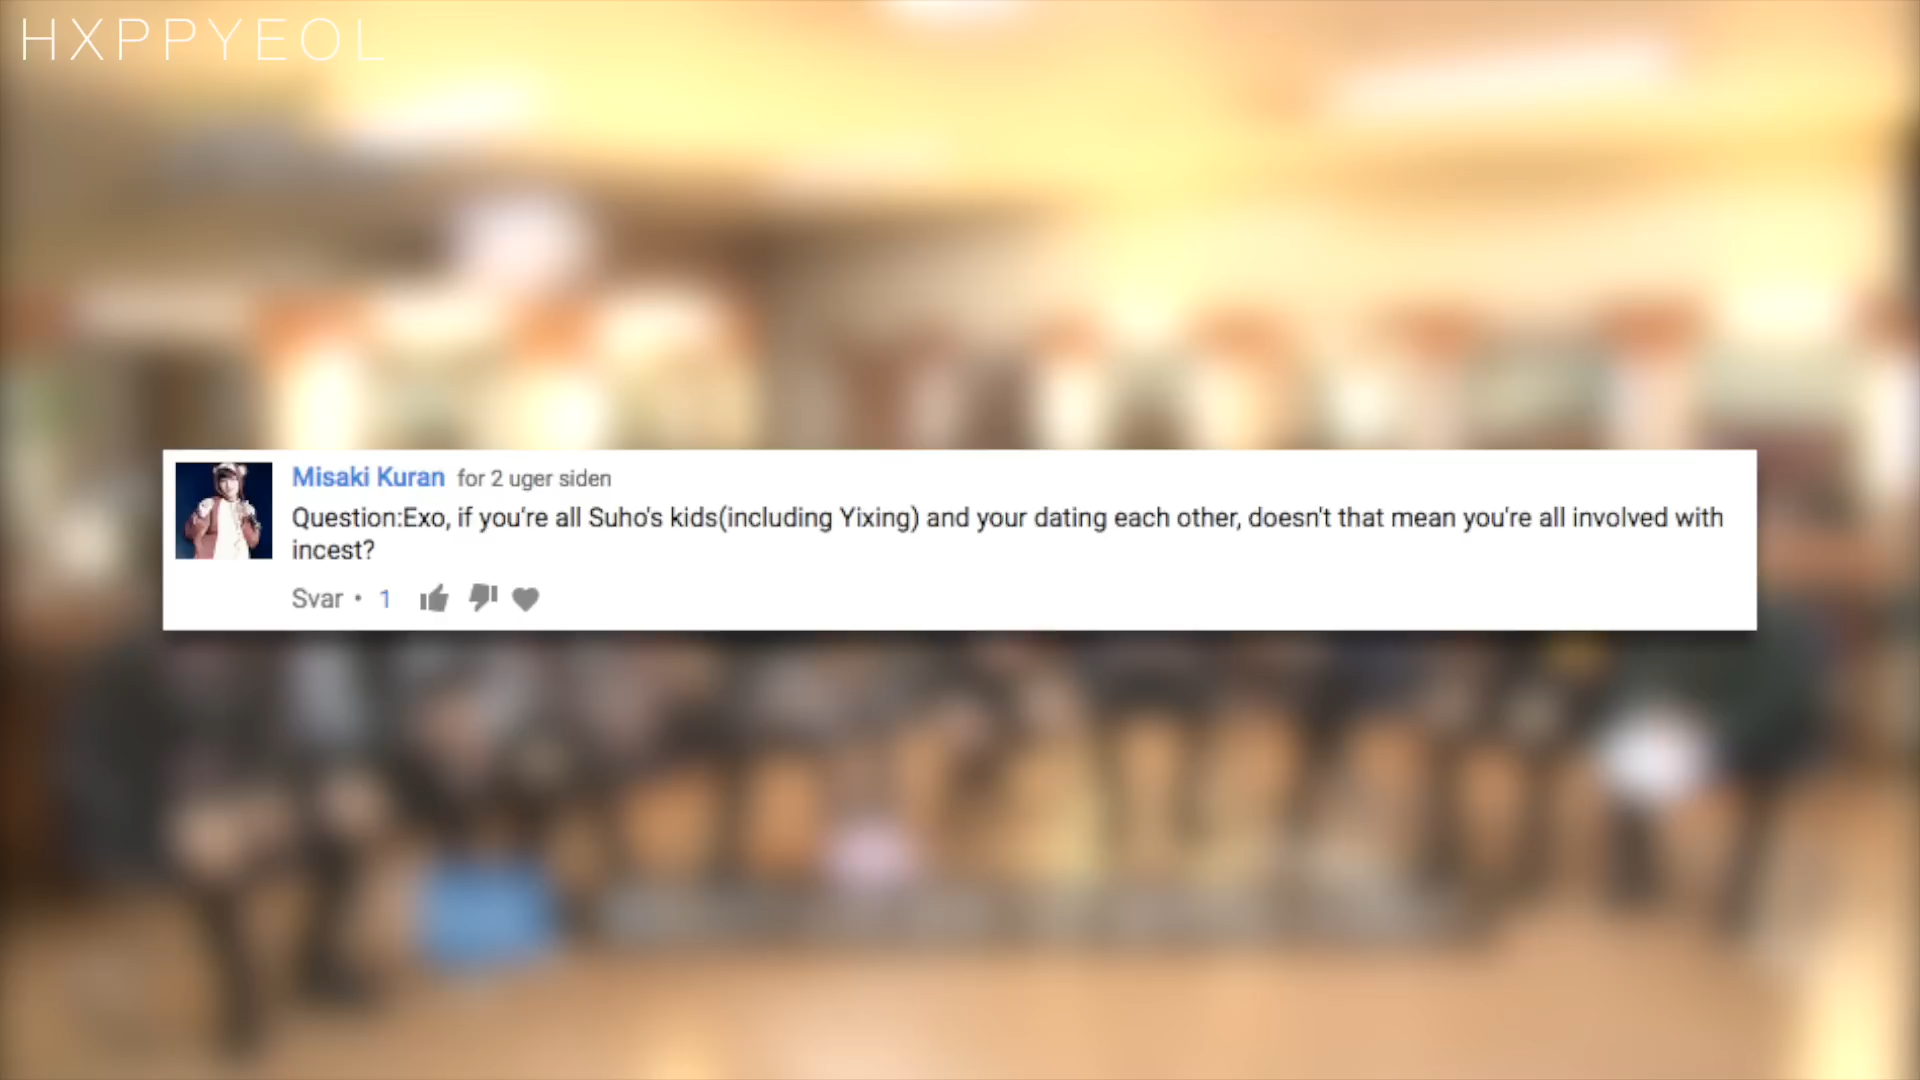 HXPPYEOL
Misaki Kuran for 2 uger siden
Question:Exo, if you're all Suho's kids(including Yixing) and your dating each other, doesn't that mean you're all involved with
incest?
Svar • 1